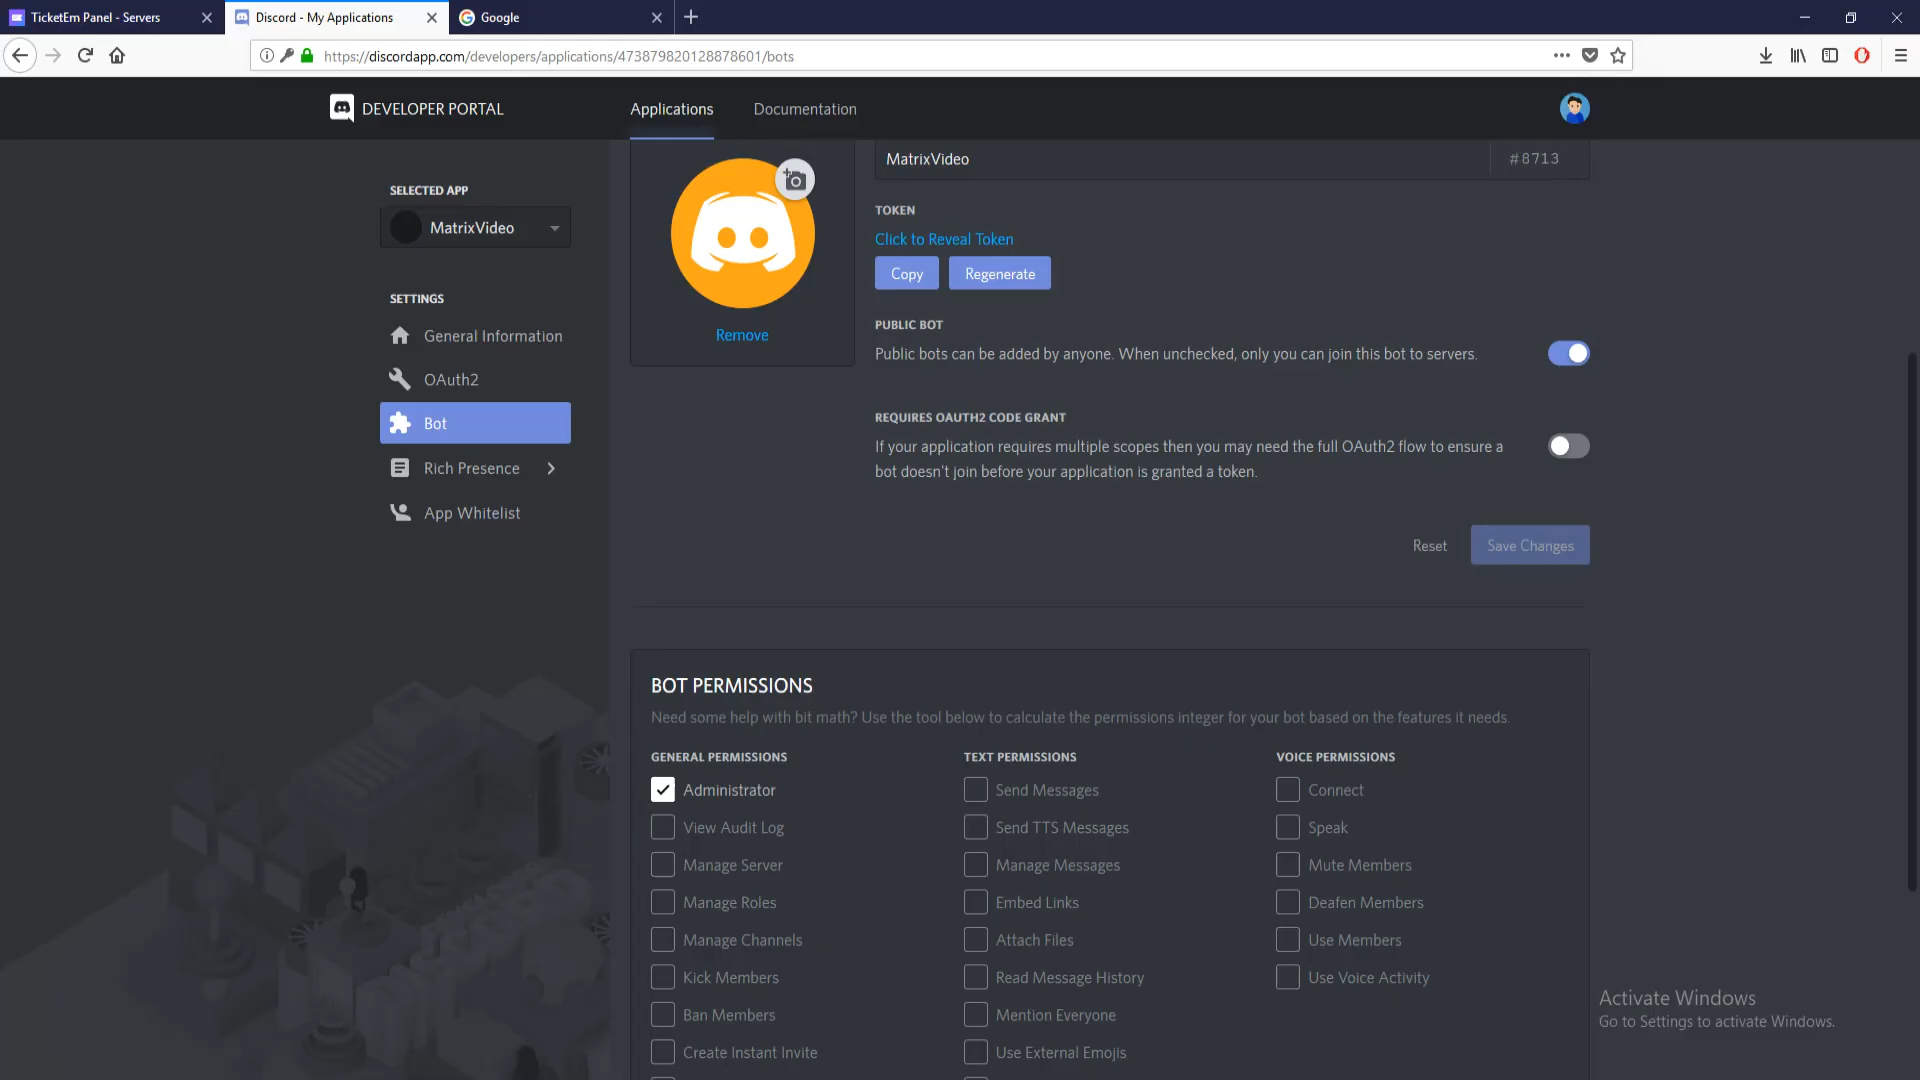 TicketEm Panel - Servers
Discord - My Applications
Google
https://discordapp.com/developers/applications/473879820128878601/bots
DEVELOPER PORTAL
Applications
Documentation
SELECTED APP
MatrixVideo
SETTINGS
General Information
OAuth2
Bot
Rich Presence
App Whitelist
Remove
MatrixVideo
#8713
TOKEN
Click to Reveal Token
Copy
Regenerate
PUBLIC BOT
Public bots can be added by anyone. When unchecked, only you can join this bot to servers.
REQUIRES OAUTH2 CODE GRANT
If your application requires multiple scopes then you may need the full OAuth2 flow to ensure a
bot doesn't join before your application is granted a token.
Reset
Save Changes
BOT PERMISSIONS
Need some help with bit math? Use the tool below to calculate the permissions integer for your bot based on the features it needs.
GENERAL PERMISSIONS
Administrator
View Audit Log
Manage Server
Manage Roles
Manage Channels
Kick Members
Ban Members
Create Instant Invite
TEXT PERMISSIONS
Send Messages
Send TTS Messages
Manage Messages
Embed Links
Attach Files
Read Message History
Mention Everyone
Use External Emojis
VOICE PERMISSIONS
Connect
Speak
Mute Members
Deafen Members
Use Members
Use Voice Activity
Activate Windows
Go to Settings to activate Windows.